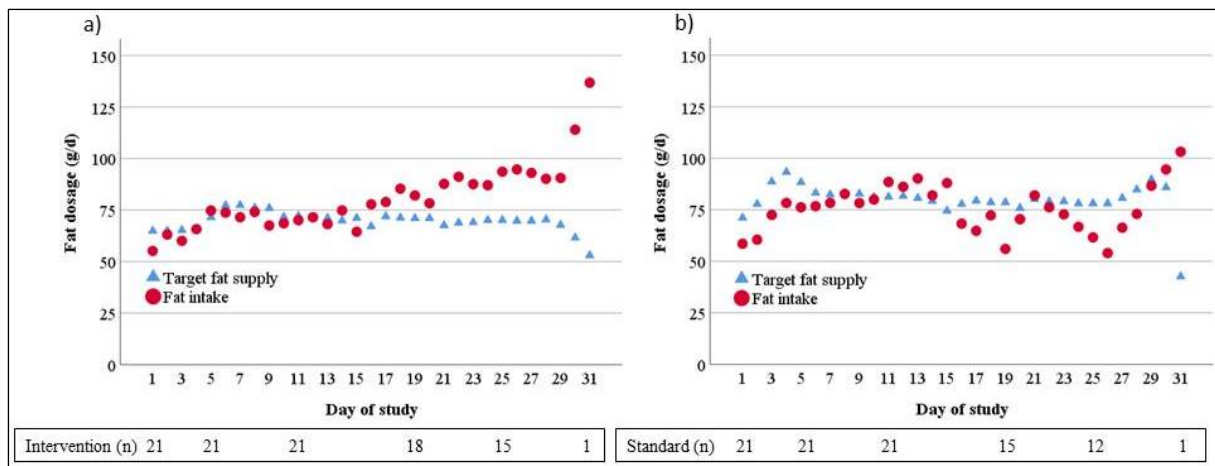 a)
150
125
100
75
50
25
0
Fat dosage (g/d)
Target fat supply
Fat intake
1 3 5 7 9 11 13 15 17 19 21 23 25 27 29 31
Day of study
Intervention (n) 21 21 21 18 15 1
b)
150
125
100
75
50
25
0
Fat dosage (g/d)
Target fat supply
Fat intake
1 3 5 7 9 11 13 15 17 19 21 23 25 27 29 31
Day of study
Standard (n) 21 21 21 15 12 1